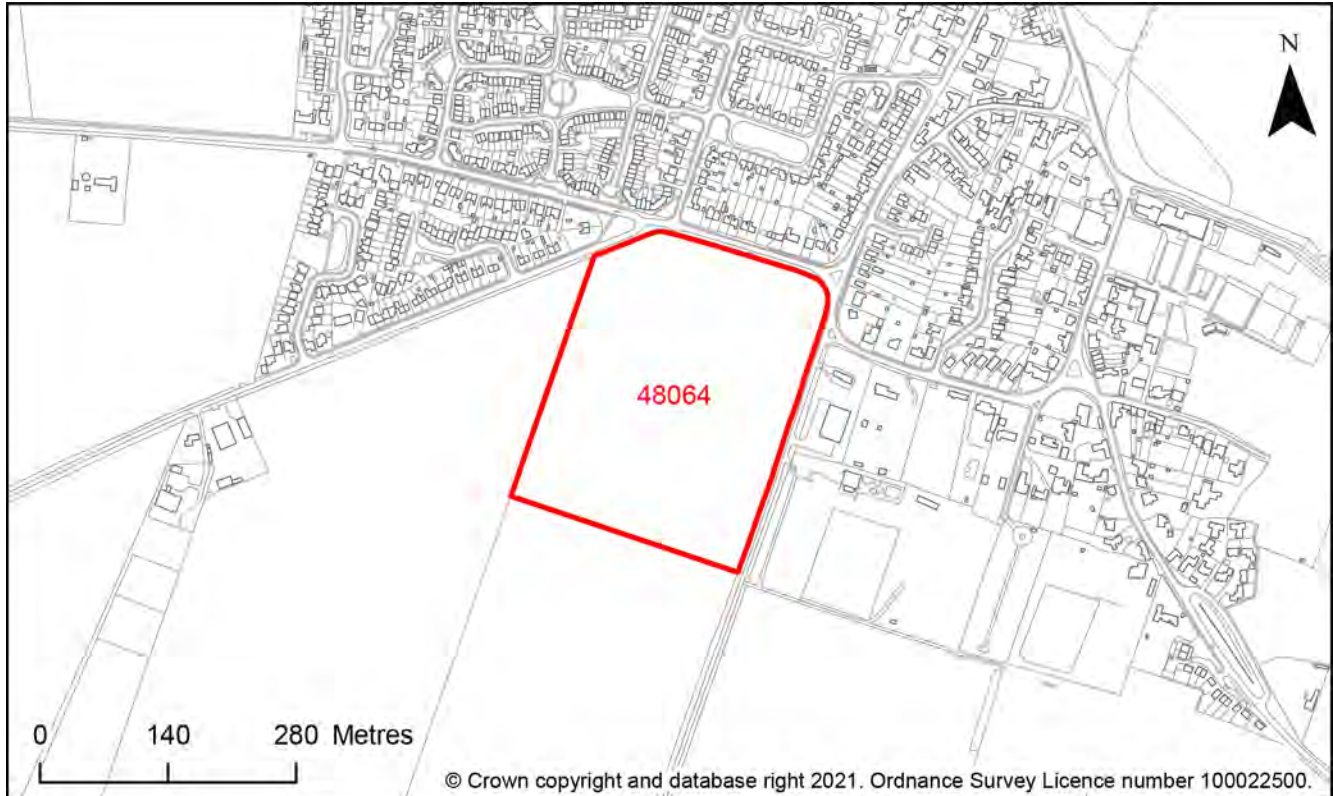 N
48064
0 140 280 Metres
© Crown copyright and database right 2021. Ordnance Survey Licence number 100022500.